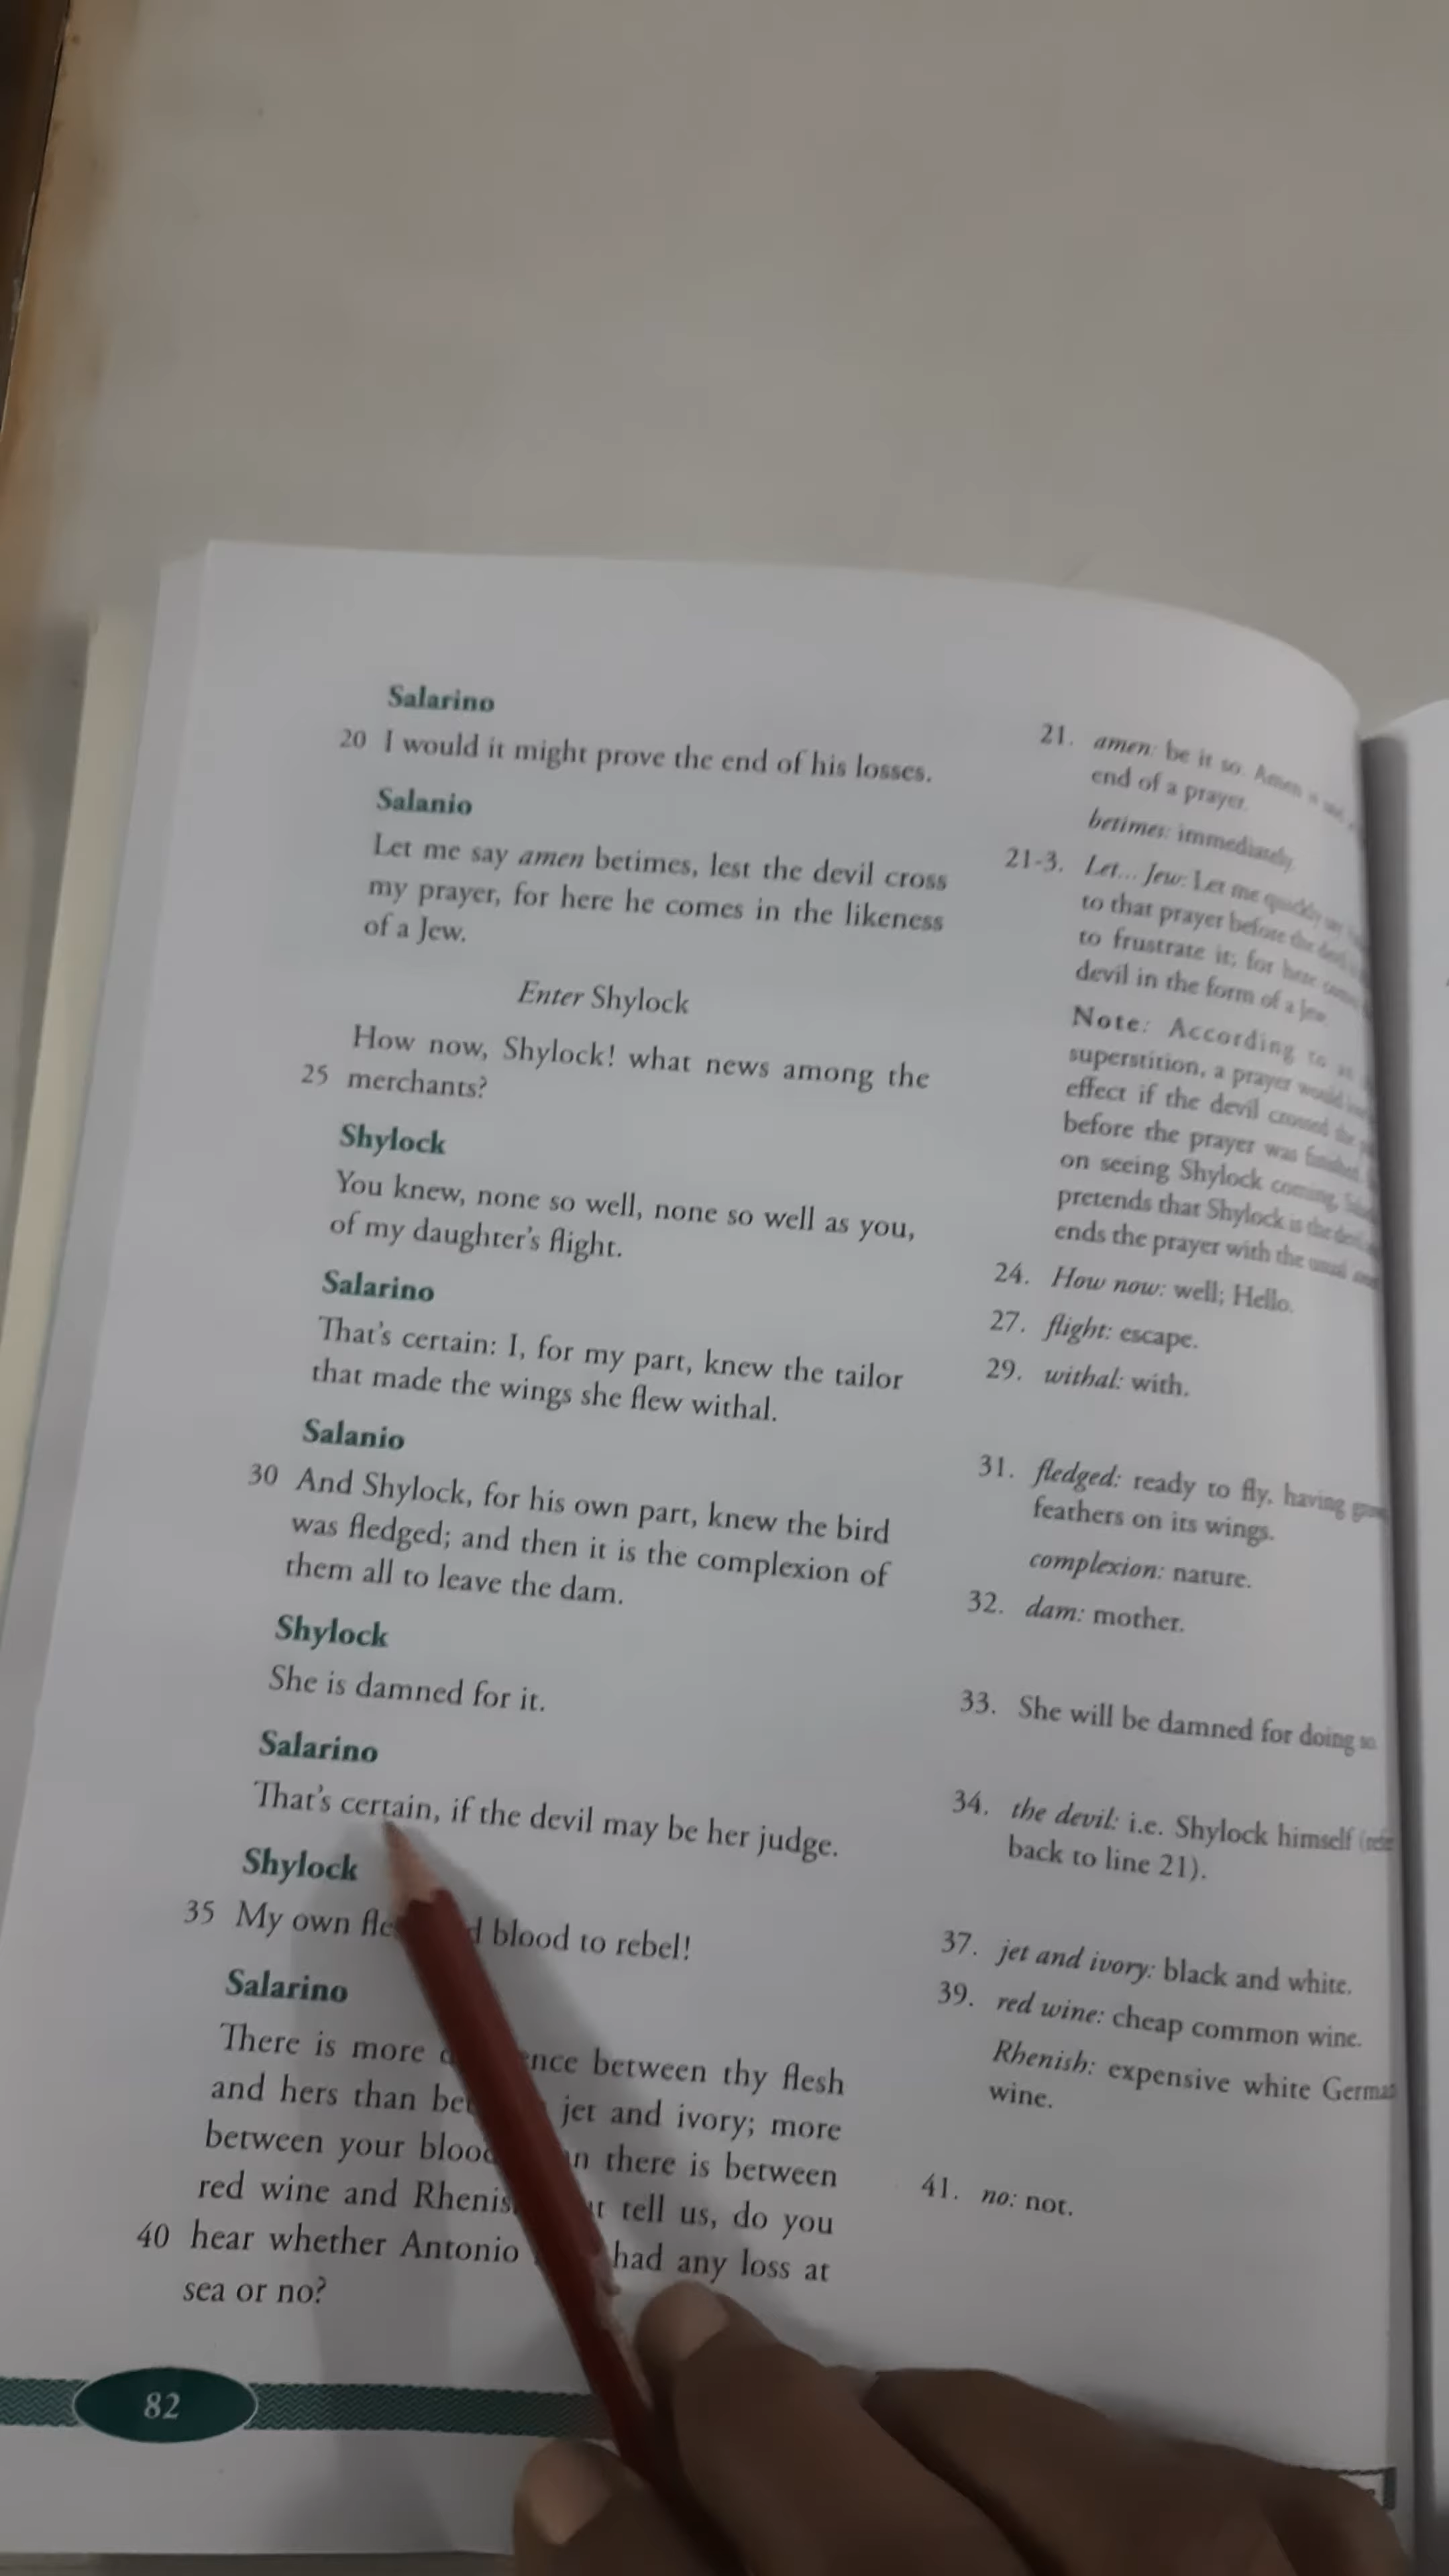 Salarino
20 I would it might prove the end of his losses.
Salanio
Let me say amen betimes, lest the devil cross
my prayer, for here he comes in the likeness
of a Jew.
Enter Shylock
How now, Shylock! what news among the
25 merchants?
Shylock
You knew, none so well, none so well as you,
of my daughter's flight.
Salarino
That's certain: I, for my part, knew the tailor
that made the wings she flew withal.
Salanio
30 And Shylock, for his own part, knew the bird
was fledged; and then it is the complexion of
them all to leave the dam.
Shylock
She is damned for it.
Salarino
That's certain, if the devil may be her judge.
Shylock
35 My own blood to rebel!
Salarino
There is more between thy flesh
and hers than jet and ivory; more
between your blood there is between
red wine and tell us, do you
40 hear whether Antonio had any loss at
sea or no?
82
21. amen: be it so. Amen is
end of a prayer.
betimes: immediately.
21-3. Let... Jew: Let me quickly say
to that prayer before the devil
to frustrate it; for here comes
devil in the form of a Jew
Note: According to
superstition, a prayer would
effect if the devil crossed the
before the prayer was finished.
on seeing Shylock coming,
pretends that Shylock is the devil
ends the prayer with the usual
24. How now: well; Hello.
27. flight: escape.
29. withal: with.
31. fledged: ready to fly, having
feathers on its wings.
complexion: nature.
32. dam: mother.
33. She will be damned for doing so.
34. the devil: i.e. Shylock himself
back to line 21).
37. jet and ivory: black and white.
39. red wine: cheap common wine.
Rhenish: expensive white German
wine.
41. no: not.